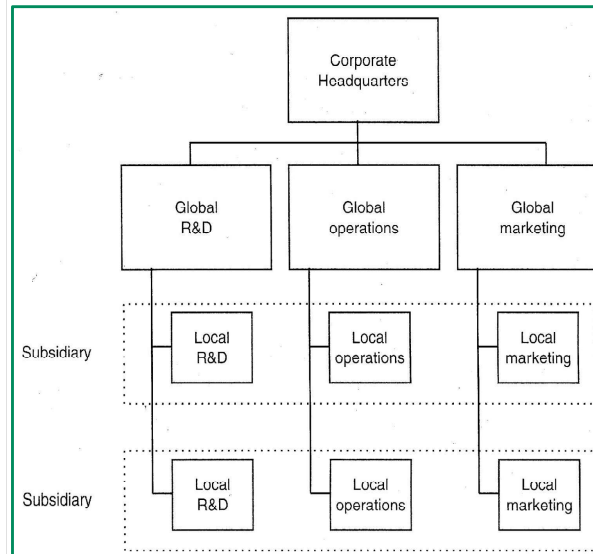 Corporate
Headquarters
Global
R&D
Global
operations
Global
marketing
Subsidiary
Local
R&D
Local
operations
Local
marketing
Subsidiary
Local
R&D
Local
operations
Local
marketing